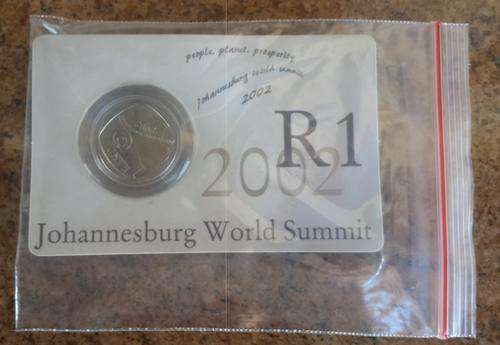 people, planet, prosperity
Johannesburg World Summit
2002
R1
2002
Johannesburg World Summit